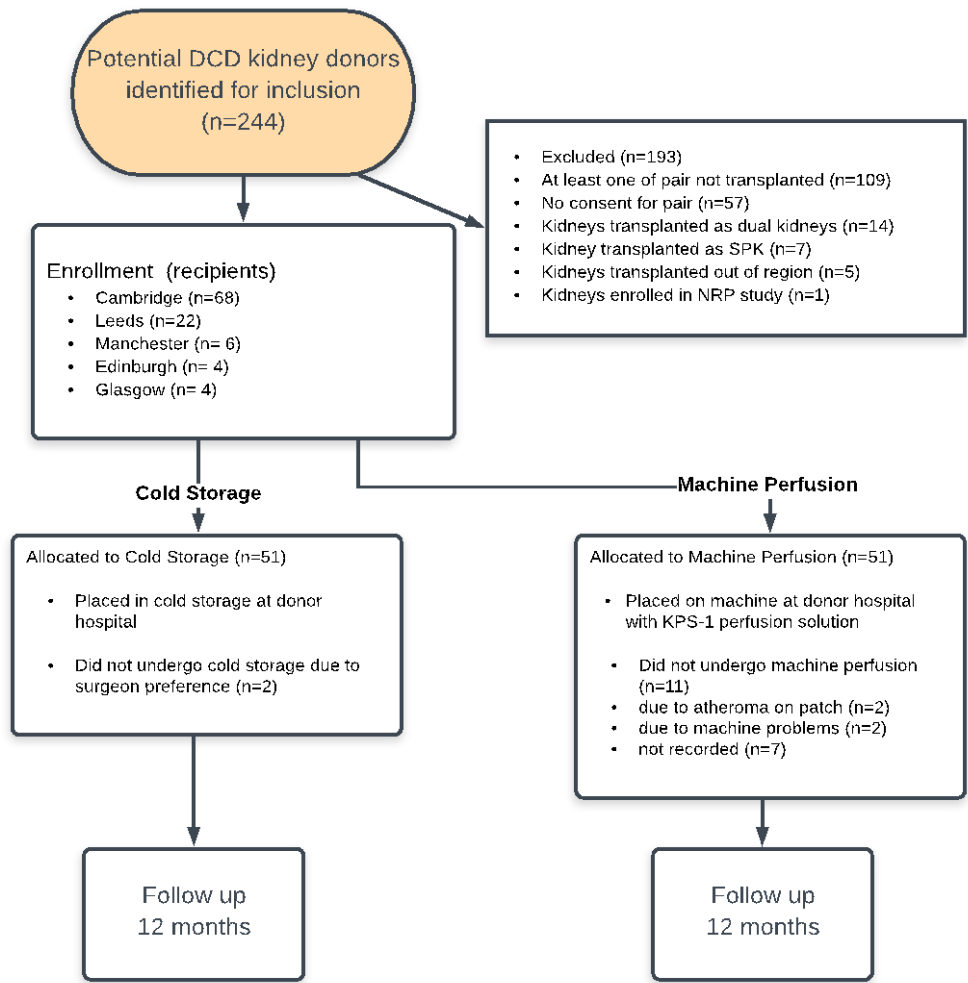 Potential DCD kidney donors
identified for inclusion
(n=244)
• Excluded (n=193)
• At least one of pair not transplanted (n=109)
• No consent for pair (n=57)
• Kidneys transplanted as dual kidneys (n=14)
• Kidney transplanted as SPK (n=7)
• Kidneys transplanted out of region (n=5)
• Kidneys enrolled in NRP study (n=1)
Enrollment (recipients)
• Cambridge (n=68)
• Leeds (n=22)
• Manchester (n= 6)
• Edinburgh (n= 4)
• Glasgow (n= 4)
Cold Storage
Machine Perfusion
Allocated to Cold Storage (n=51)
• Placed in cold storage at donor
hospital
• Did not undergo cold storage due to
surgeon preference (n=2)
Allocated to Machine Perfusion (n=51)
• Placed on machine at donor hospital
with KPS-1 perfusion solution
• Did not undergo machine perfusion
(n=11)
• due to atheroma on patch (n=2)
• due to machine problems (n=2)
• not recorded (n=7)
Follow up
12 months
Follow up
12 months